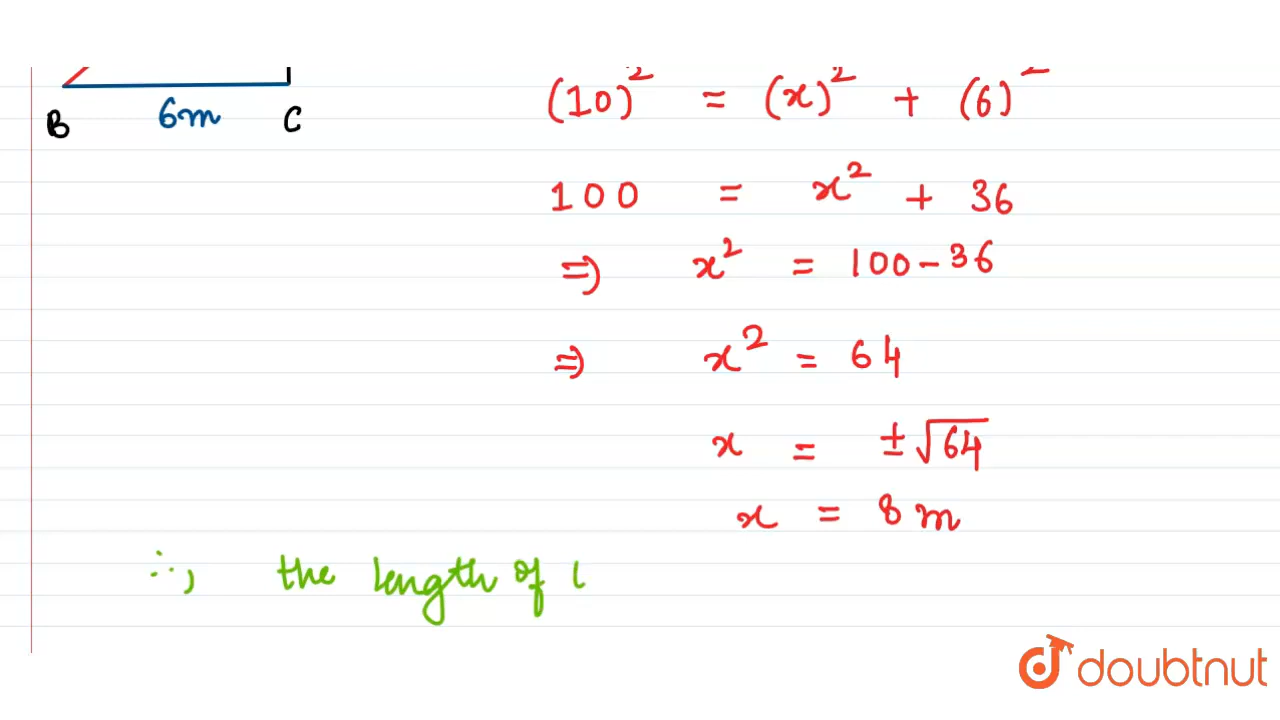 (10)² = (x)² + (6)²
B 6m C
100 = x² + 36
⇒ x² = 100 - 36
⇒ x² = 64
x = ±√64
x = 8 m
∴, the length of
doubtnut